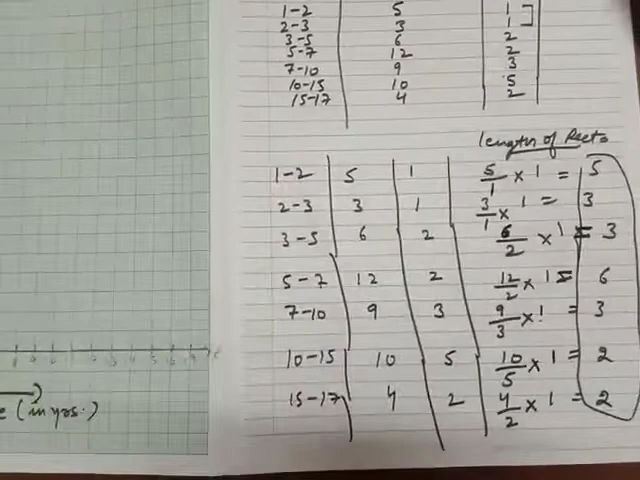 1-2 5 1
2-3 3 1
3-5 6 2
5-7 12 2
7-10 9 3
10-15 10 5
15-17 4 2
length of Recta
1-2 5 1 5/1 x 1 = 5
2-3 3 1 3/1 x 1 = 3
3-5 6 2 6/2 x 1 = 3
5-7 12 2 12/2 x 1 = 6
7-10 9 3 9/3 x 1 = 3
10-15 10 5 10/5 x 1 = 2
15-17 4 2 4/2 x 1 = 2
(in yrs.)